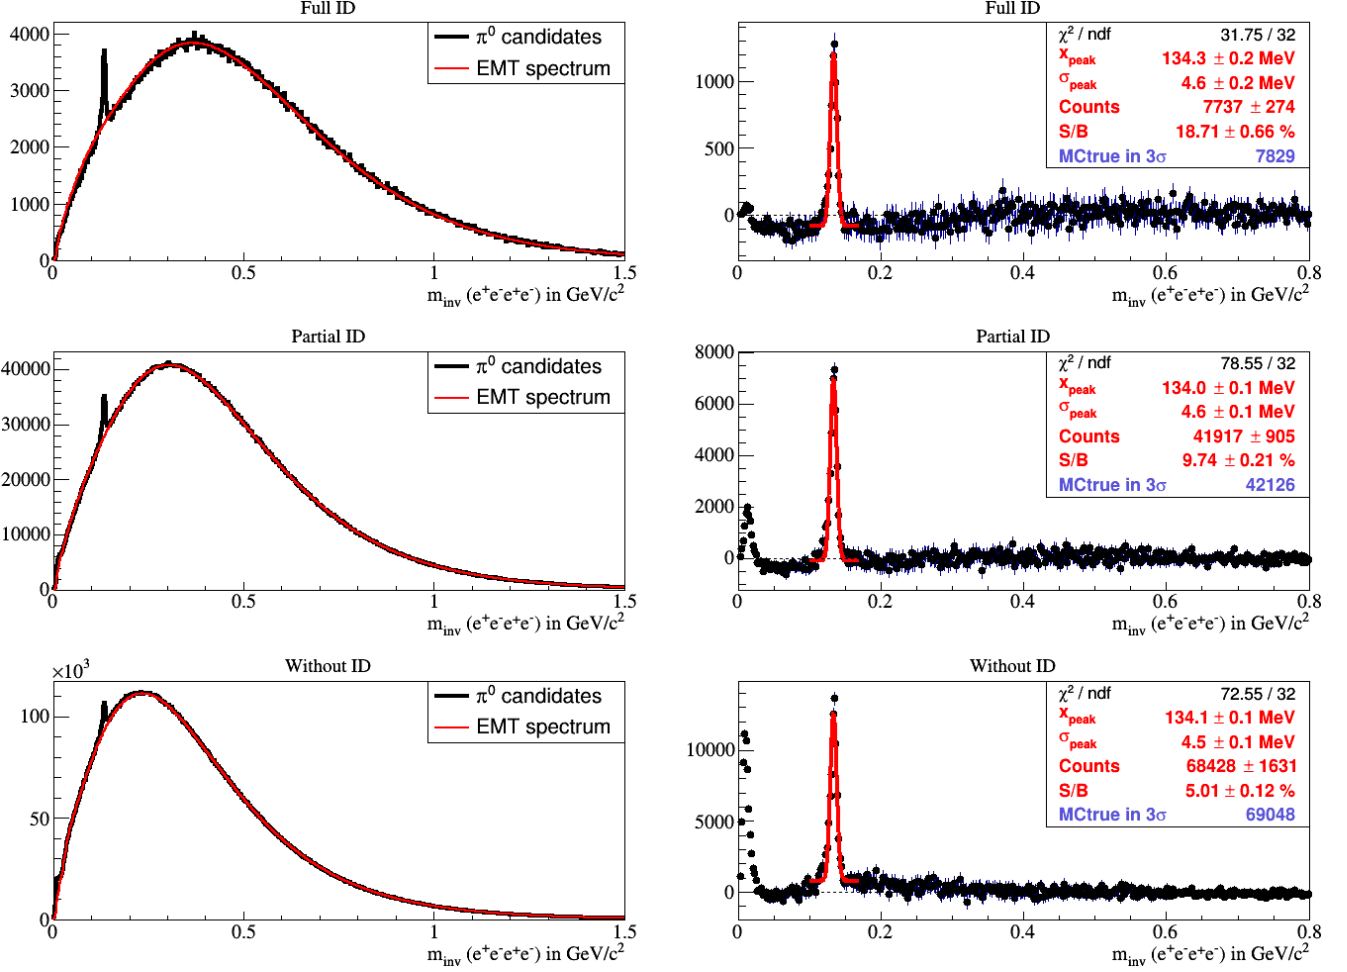 Full ID
π⁰ candidates
EMT spectrum
4000
3000
2000
1000
0
0 0.5 1 1.5
m_inv (e⁺e⁻e⁺e⁻) in GeV/c²
Full ID
χ² / ndf 31.75 / 32
x_peak 134.3 ± 0.2 MeV
σ_peak 4.6 ± 0.2 MeV
Counts 7737 ± 274
S/B 18.71 ± 0.66 %
MCtrue in 3σ 7829
1000
500
0
0 0.2 0.4 0.6 0.8
m_inv (e⁺e⁻e⁺e⁻) in GeV/c²
Partial ID
π⁰ candidates
EMT spectrum
40000
30000
20000
10000
0
0 0.5 1 1.5
m_inv (e⁺e⁻e⁺e⁻) in GeV/c²
Partial ID
χ² / ndf 78.55 / 32
x_peak 134.0 ± 0.1 MeV
σ_peak 4.6 ± 0.1 MeV
Counts 41917 ± 905
S/B 9.74 ± 0.21 %
MCtrue in 3σ 42126
8000
6000
4000
2000
0
0 0.2 0.4 0.6 0.8
m_inv (e⁺e⁻e⁺e⁻) in GeV/c²
Without ID
×10³
π⁰ candidates
EMT spectrum
100
50
0
0 0.5 1 1.5
m_inv (e⁺e⁻e⁺e⁻) in GeV/c²
Without ID
χ² / ndf 72.55 / 32
x_peak 134.1 ± 0.1 MeV
σ_peak 4.5 ± 0.1 MeV
Counts 68428 ± 1631
S/B 5.01 ± 0.12 %
MCtrue in 3σ 69048
10000
5000
0
0 0.2 0.4 0.6 0.8
m_inv (e⁺e⁻e⁺e⁻) in GeV/c²